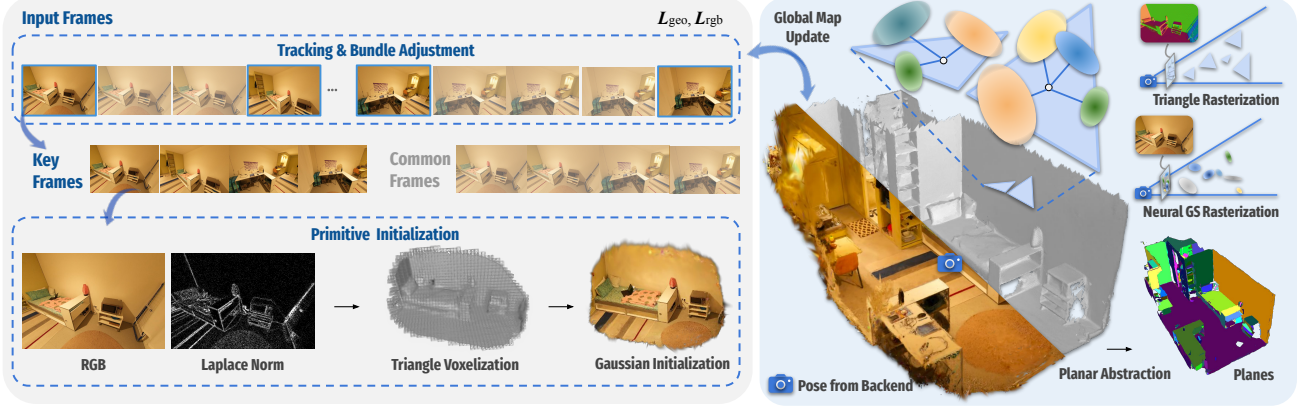 Input Frames
L_geo, L_rgb
Tracking & Bundle Adjustment
...
Key
Frames
Common
Frames
Primitive Initialization
RGB
Laplace Norm
Triangle Voxelization
Gaussian Initialization
Global Map
Update
Triangle Rasterization
Neural GS Rasterization
Pose from Backend
Planar Abstraction
Planes